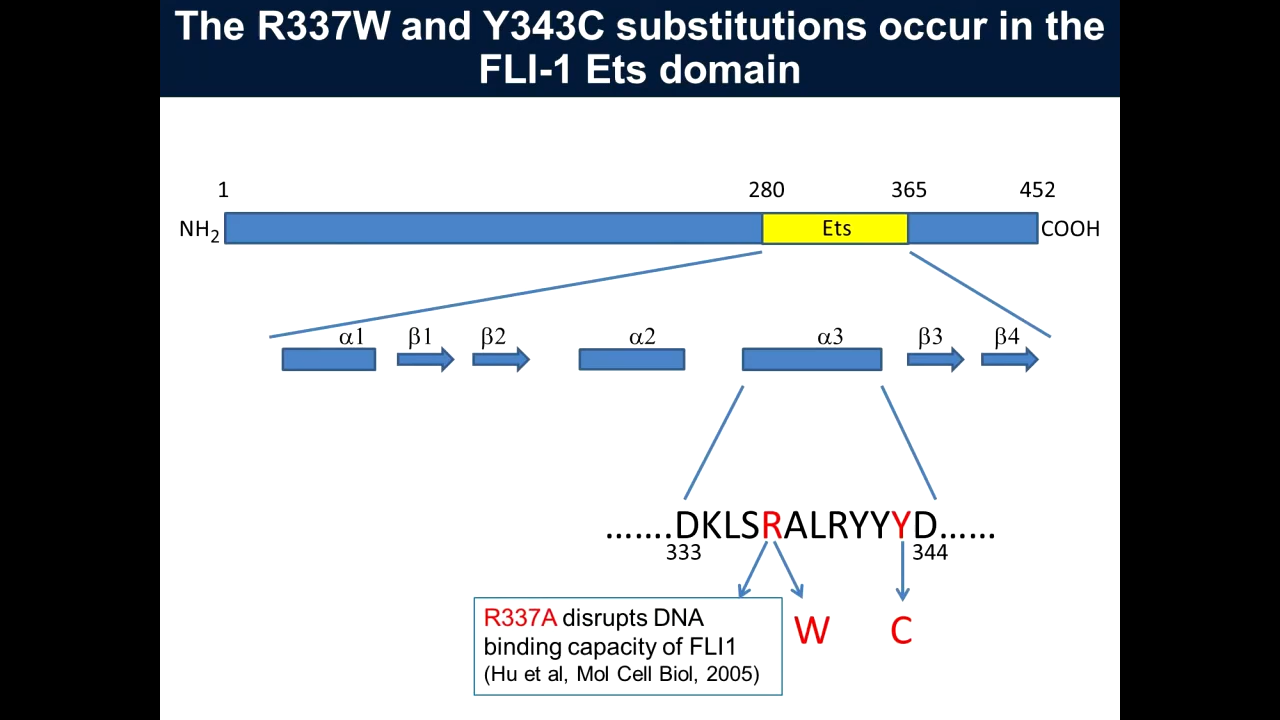 The R337W and Y343C substitutions occur in the
FLI-1 Ets domain
1 280 365 452
NH2 Ets COOH
α1 β1 β2 α2 α3 β3 β4
.......DKLSRALRYYYD......
333 344
R337A disrupts DNA
binding capacity of FLI1
(Hu et al, Mol Cell Biol, 2005)
W C